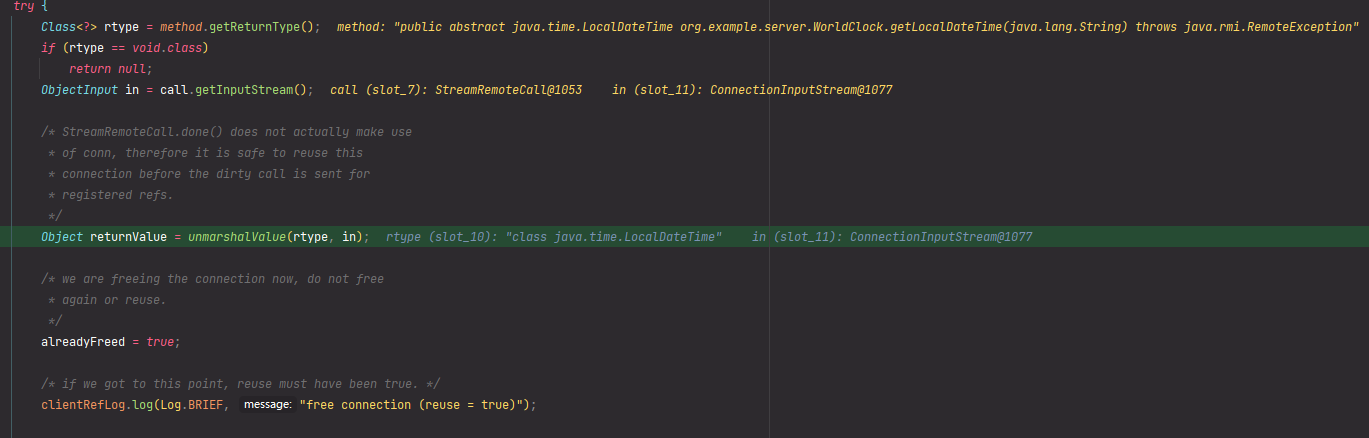 try {
Class<?> rtype = method.getReturnType();  method: "public abstract java.time.LocalDateTime org.example.server.WorldClock.getLocalDateTime(java.lang.String) throws java.rmi.RemoteException"
if (rtype == void.class)
return null;
ObjectInput in = call.getInputStream();  call (slot_7): StreamRemoteCall@1053    in (slot_11): ConnectionInputStream@1077
/* StreamRemoteCall.done() does not actually make use
* of conn, therefore it is safe to reuse this
* connection before the dirty call is sent for
* registered refs.
*/
Object returnValue = unmarshalValue(rtype, in);  rtype (slot_10): "class java.time.LocalDateTime"    in (slot_11): ConnectionInputStream@1077
/* we are freeing the connection now, do not free
* again or reuse.
*/
alreadyFreed = true;
/* if we got to this point, reuse must have been true. */
clientRefLog.log(Log.BRIEF, message: "free connection (reuse = true)");